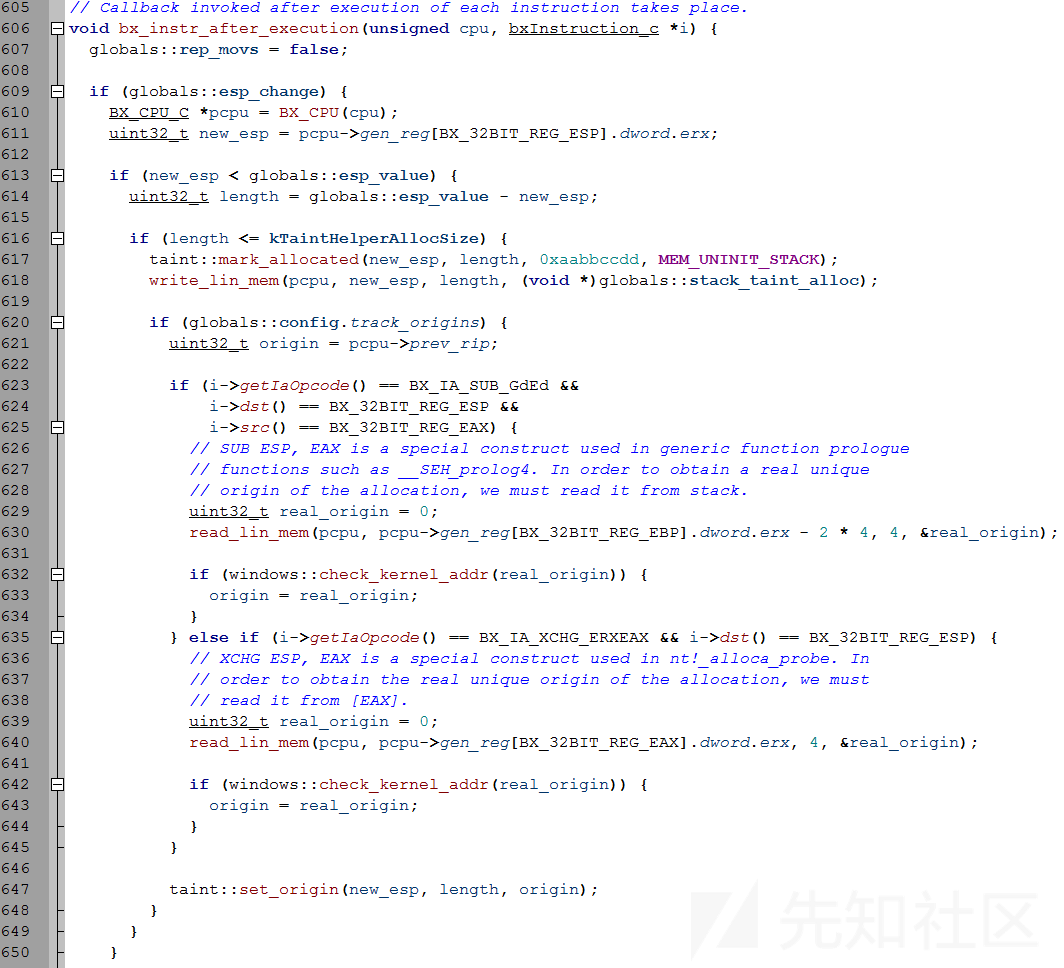 605 // Callback invoked after execution of each instruction takes place.
606 void bx_instr_after_execution(unsigned cpu, bxInstruction_c *i) {
607   globals::rep_movs = false;
608
609   if (globals::esp_change) {
610     BX_CPU_C *pcpu = BX_CPU(cpu);
611     uint32_t new_esp = pcpu->gen_reg[BX_32BIT_REG_ESP].dword.erx;
612
613     if (new_esp < globals::esp_value) {
614       uint32_t length = globals::esp_value - new_esp;
615
616       if (length <= kTaintHelperAllocSize) {
617         taint::mark_allocated(new_esp, length, 0xaabbccdd, MEM_UNINIT_STACK);
618         write_lin_mem(pcpu, new_esp, length, (void *)globals::stack_taint_alloc);
619
620         if (globals::config.track_origins) {
621           uint32_t origin = pcpu->prev_rip;
622
623           if (i->getIaOpcode() == BX_IA_SUB_GdEd &&
624               i->dst() == BX_32BIT_REG_ESP &&
625               i->src() == BX_32BIT_REG_EAX) {
626             // SUB ESP, EAX is a special construct used in generic function prologue
627             // functions such as __SEH_prolog4. In order to obtain a real unique
628             // origin of the allocation, we must read it from stack.
629             uint32_t real_origin = 0;
630             read_lin_mem(pcpu, pcpu->gen_reg[BX_32BIT_REG_EBP].dword.erx - 2 * 4, 4, &real_origin);
631
632             if (windows::check_kernel_addr(real_origin)) {
633               origin = real_origin;
634             }
635           } else if (i->getIaOpcode() == BX_IA_XCHG_ERXEAX && i->dst() == BX_32BIT_REG_ESP) {
636             // XCHG ESP, EAX is a special construct used in nt!_alloca_probe. In
637             // order to obtain the real unique origin of the allocation, we must
638             // read it from [EAX].
639             uint32_t real_origin = 0;
640             read_lin_mem(pcpu, pcpu->gen_reg[BX_32BIT_REG_EAX].dword.erx, 4, &real_origin);
641
642             if (windows::check_kernel_addr(real_origin)) {
643               origin = real_origin;
644             }
645           }
646
647           taint::set_origin(new_esp, length, origin);
648         }
649       }
650     }
先知社区